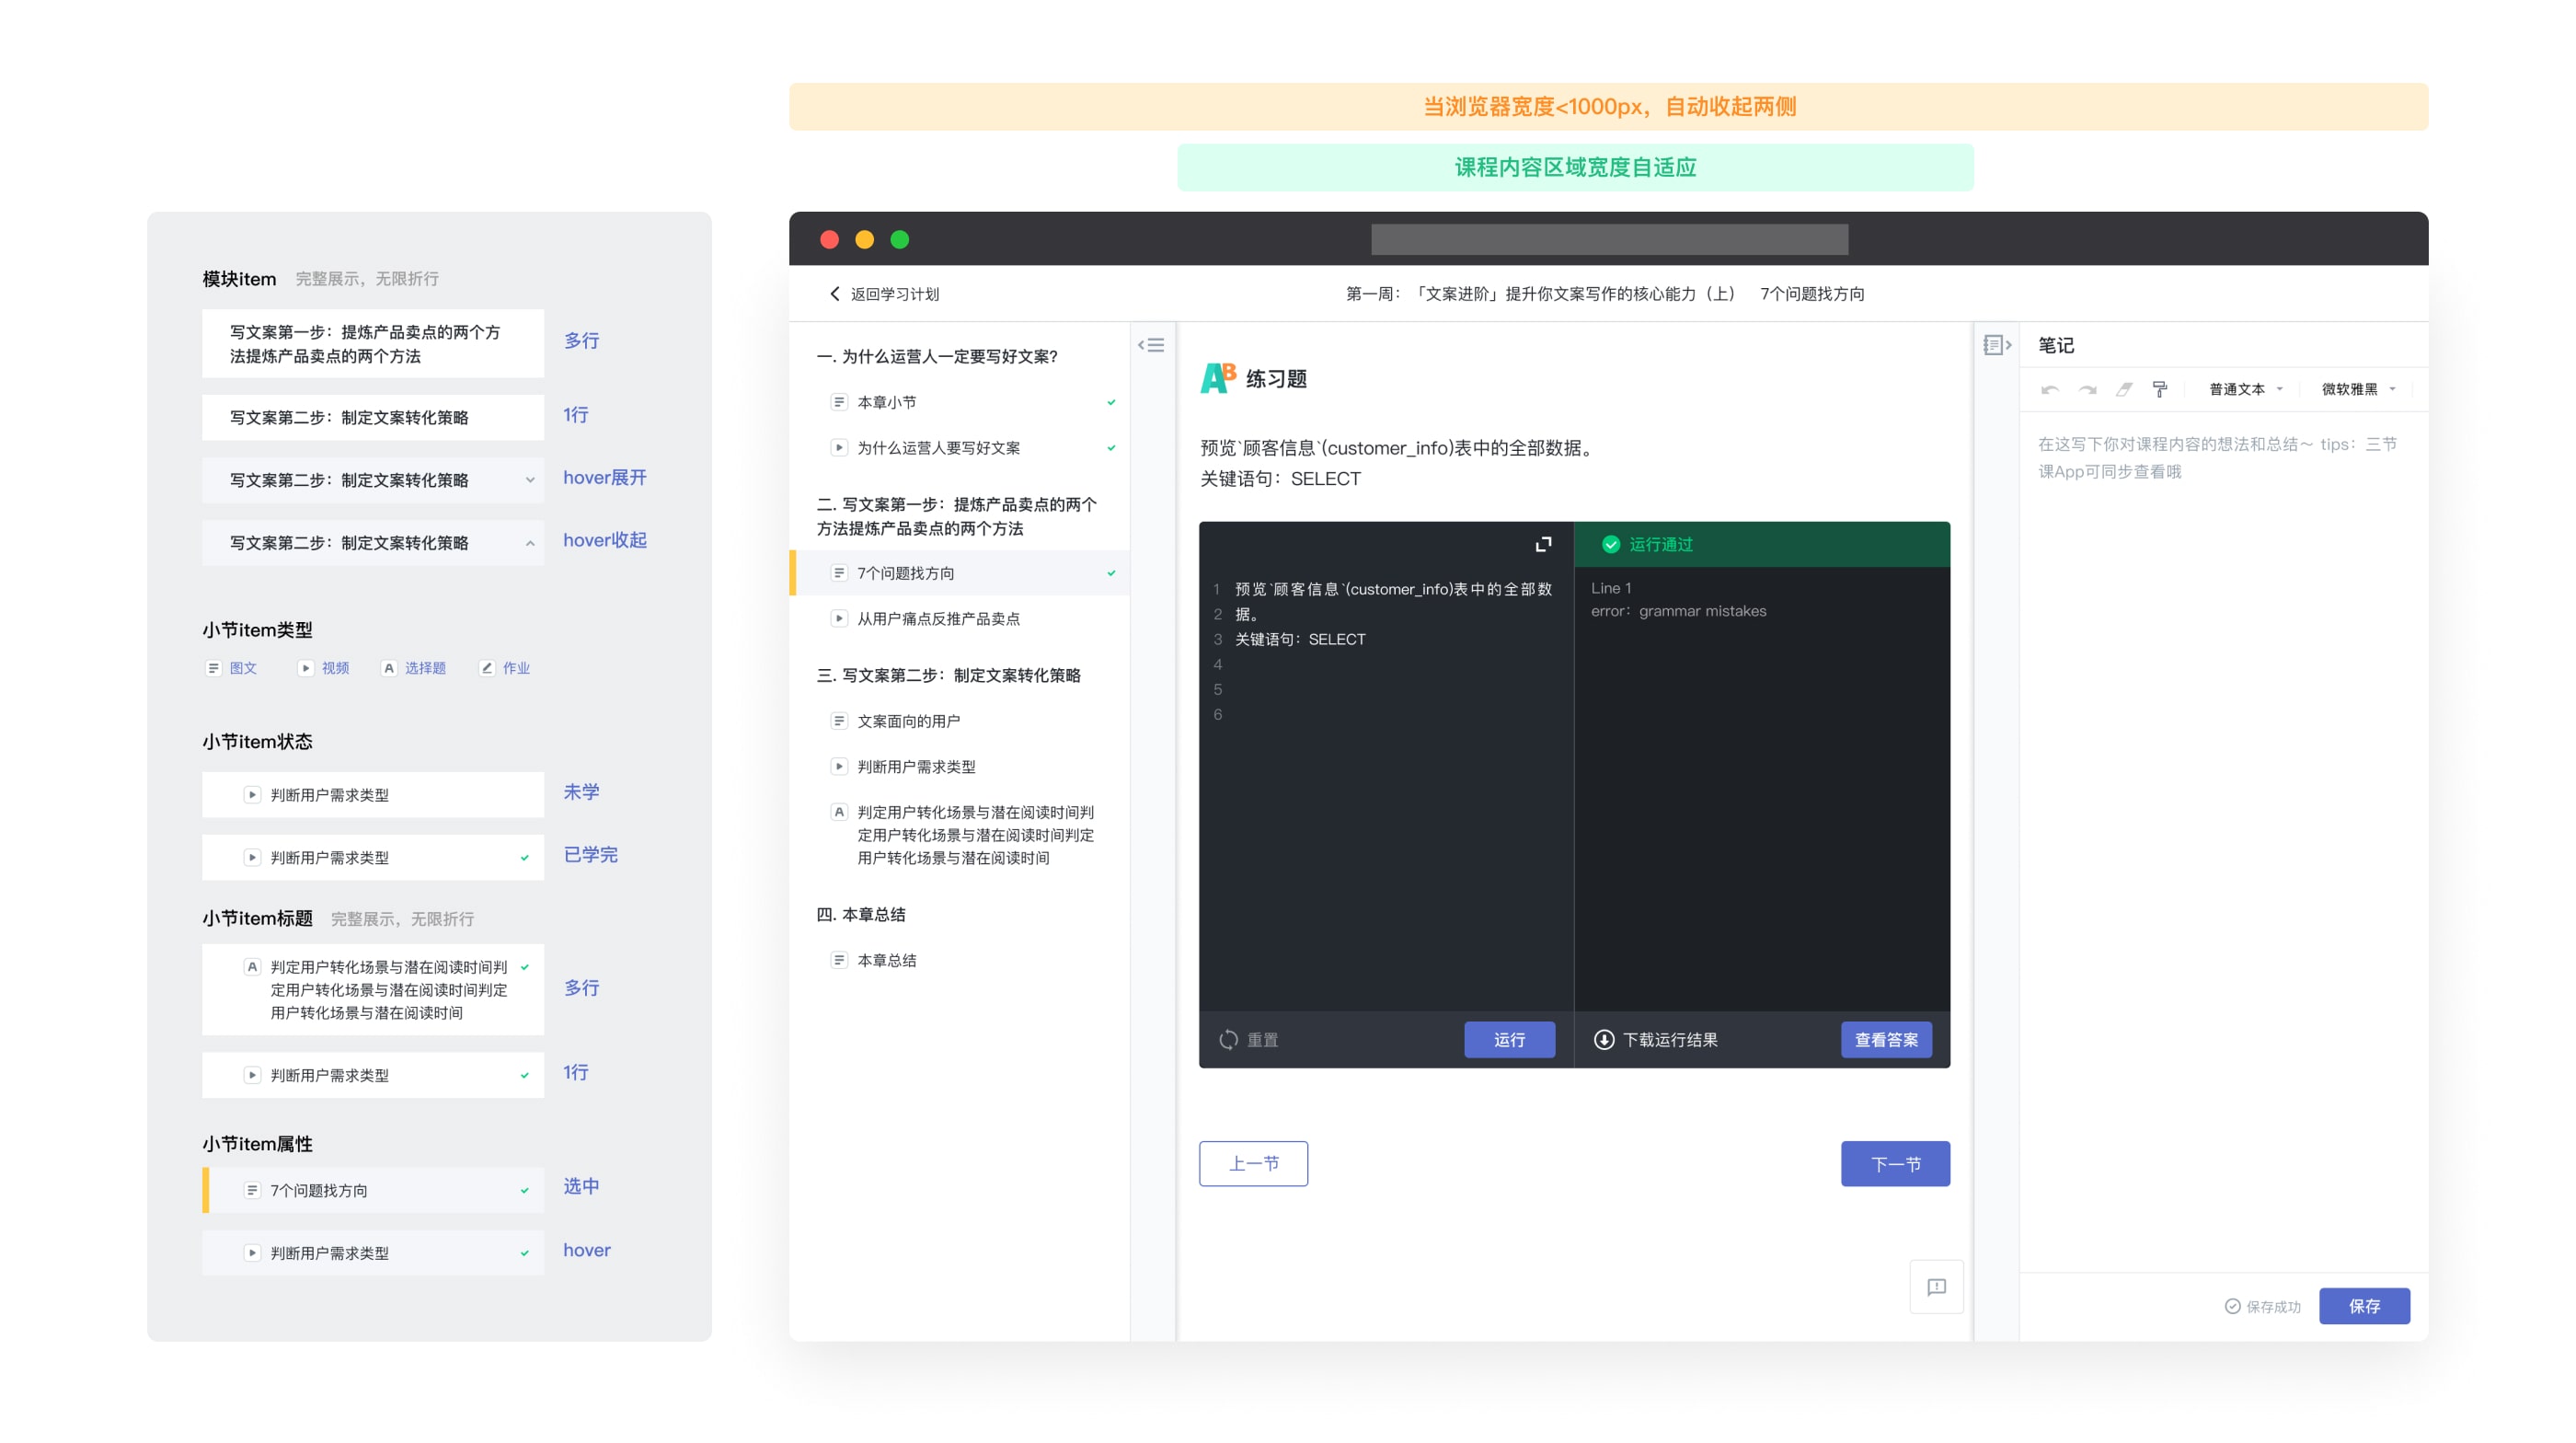 当浏览器宽度<1000px，自动收起两侧
课程内容区域宽度自适应
模块item 完整展示，无限折行
写文案第一步：提炼产品卖点的两个方
法提炼产品卖点的两个方法
多行
写文案第二步：制定文案转化策略
1行
写文案第二步：制定文案转化策略
hover展开
写文案第二步：制定文案转化策略
hover收起
小节item类型
图文 视频 A 选择题 作业
小节item状态
判断用户需求类型
未学
判断用户需求类型
已学完
小节item标题 完整展示，无限折行
A 判定用户转化场景与潜在阅读时间判
定用户转化场景与潜在阅读时间判定
用户转化场景与潜在阅读时间
多行
判断用户需求类型
1行
小节item属性
7个问题找方向
选中
判断用户需求类型
hover
返回学习计划
第一周：「文案进阶」提升你文案写作的核心能力（上） 7个问题找方向
一. 为什么运营人一定要写好文案?
本章小节
为什么运营人要写好文案
二. 写文案第一步：提炼产品卖点的两个
方法提炼产品卖点的两个方法
7个问题找方向
从用户痛点反推产品卖点
三. 写文案第二步：制定文案转化策略
文案面向的用户
判断用户需求类型
A 判定用户转化场景与潜在阅读时间判
定用户转化场景与潜在阅读时间判定
用户转化场景与潜在阅读时间
四. 本章总结
本章总结
AB 练习题
预览`顾客信息`(customer_info)表中的全部数据。
关键语句：SELECT
1 预览`顾客信息`(customer_info)表中的全部数
2 据。
3 关键语句：SELECT
4
5
6
重置
运行
运行通过
Line 1
error：grammar mistakes
下载运行结果
查看答案
上一节
下一节
笔记
普通文本 微软雅黑
在这写下你对课程内容的想法和总结～ tips：三节
课App可同步查看哦
保存成功
保存